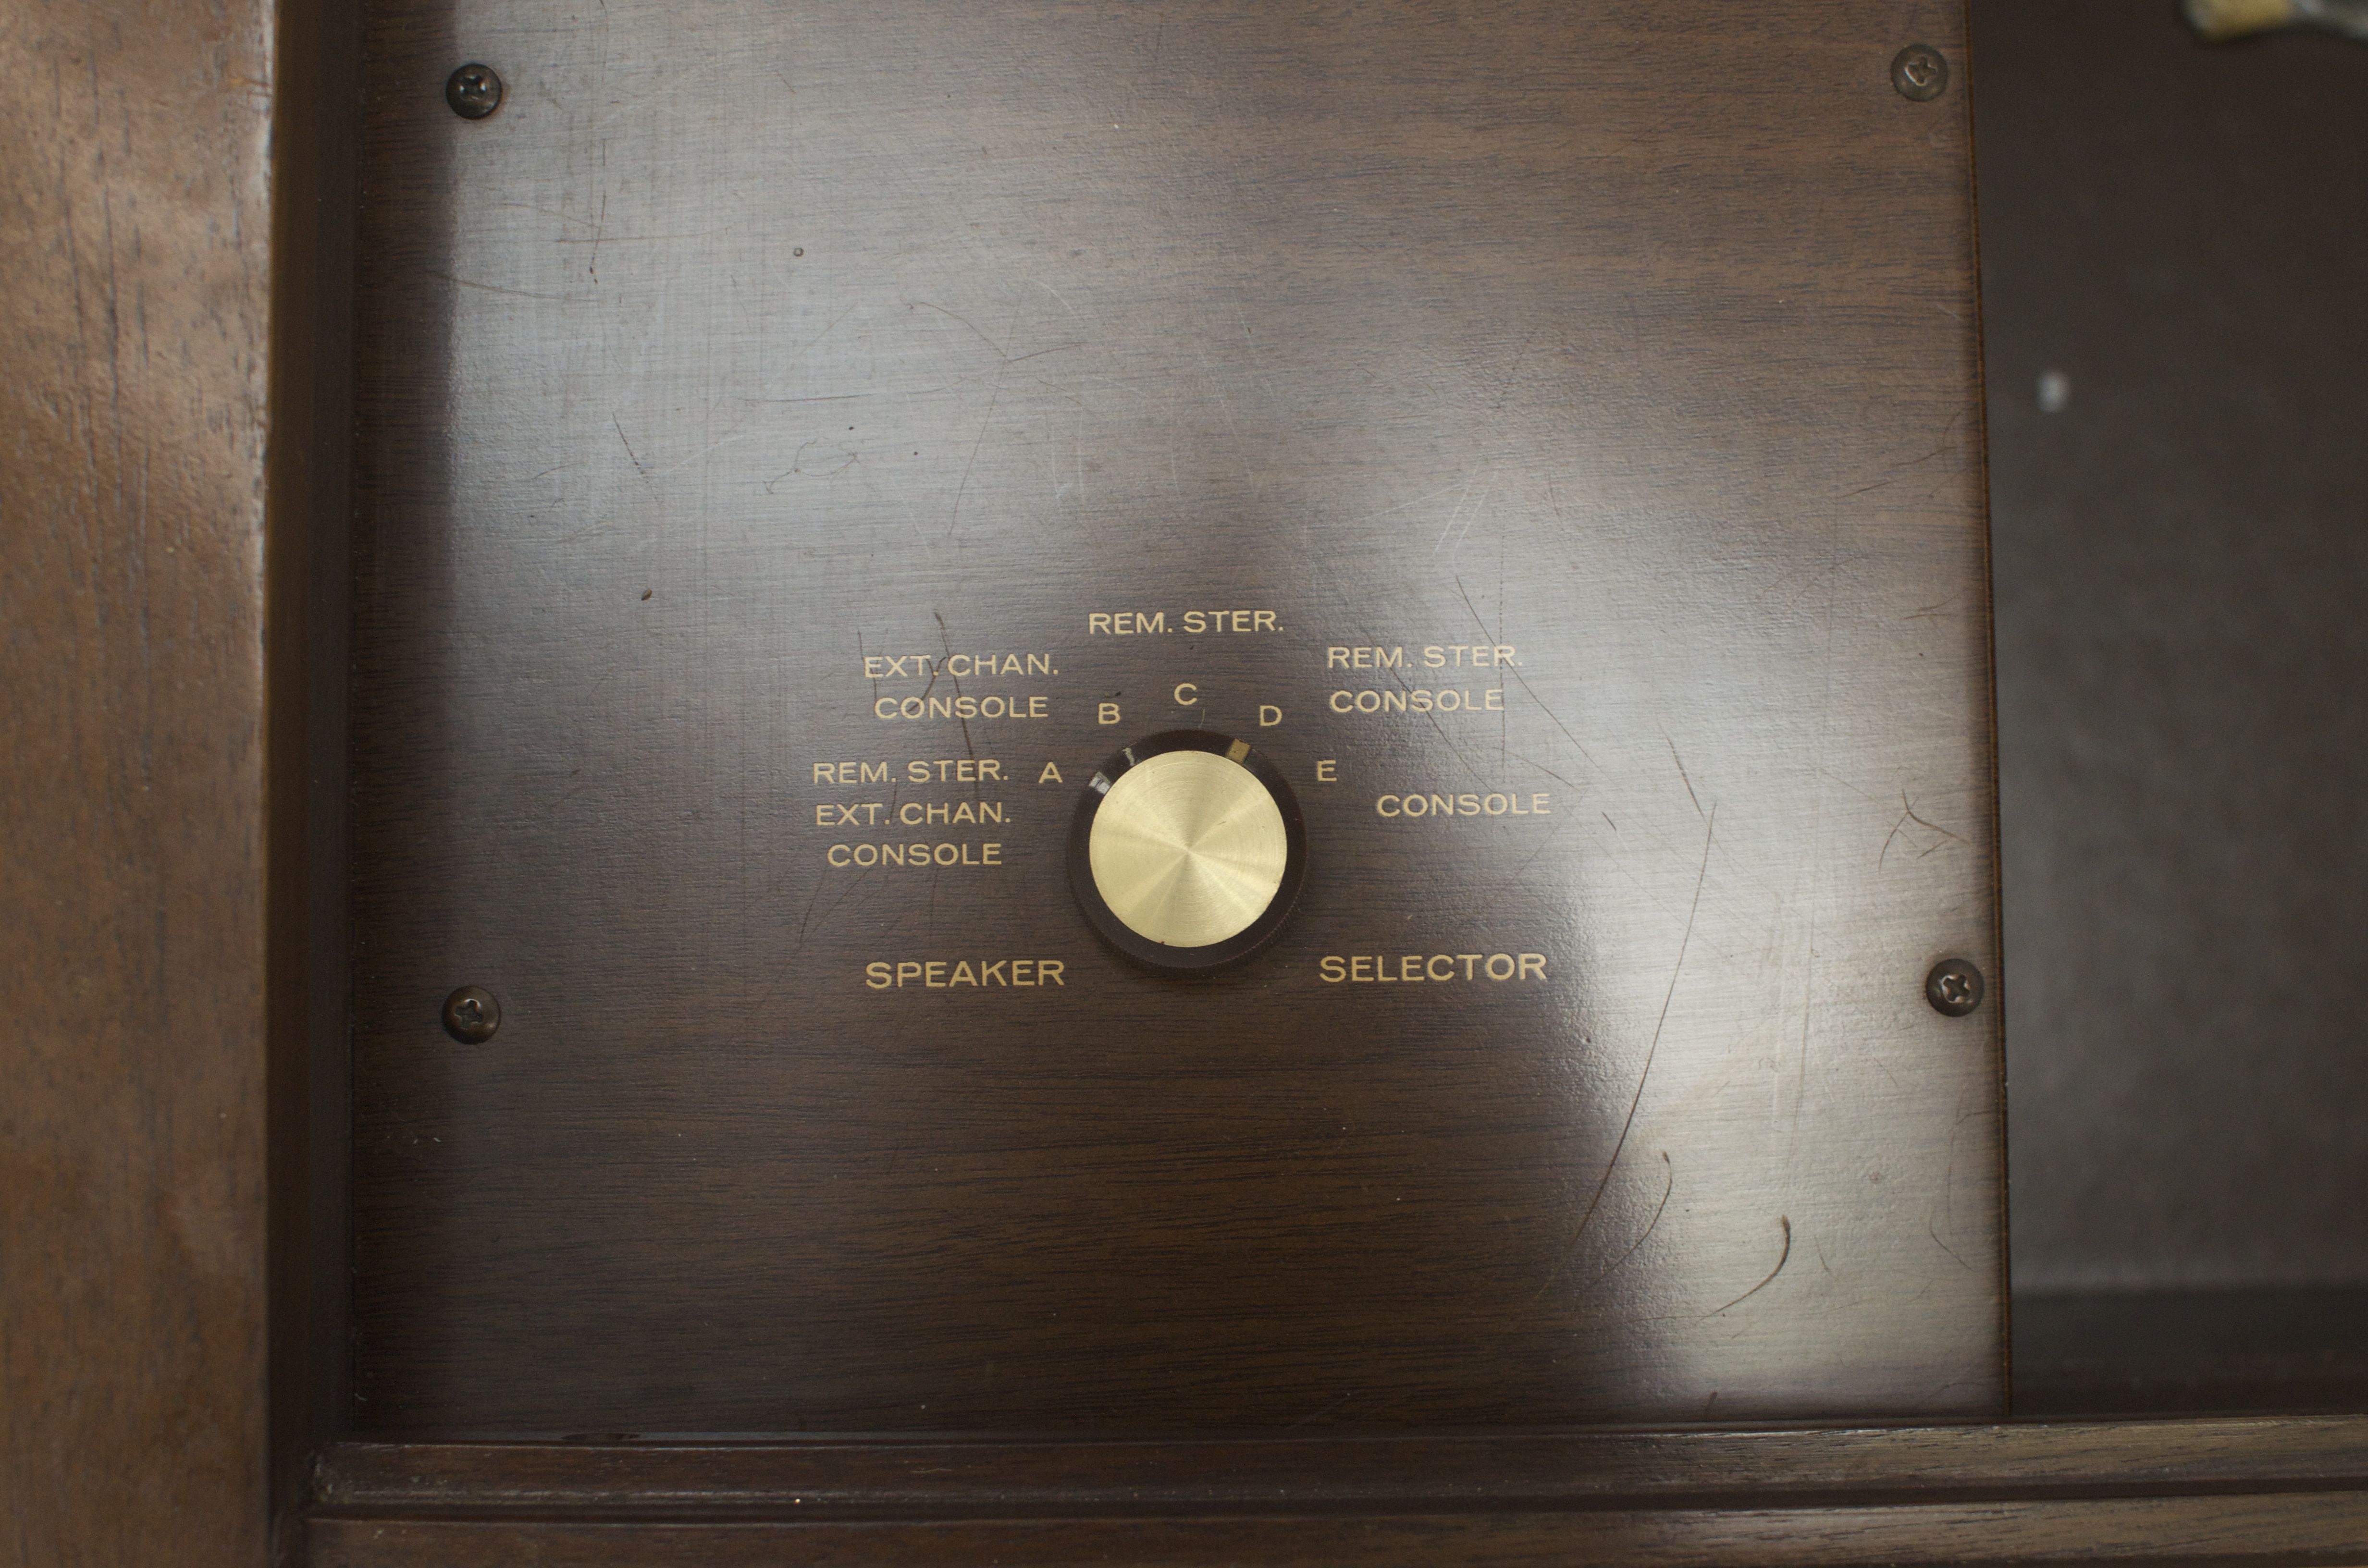 REM. STER.
EXT. CHAN.
CONSOLE
REM. STER.
CONSOLE
B
C
D
REM. STER.
EXT. CHAN.
CONSOLE
A
E
CONSOLE
SPEAKER
SELECTOR